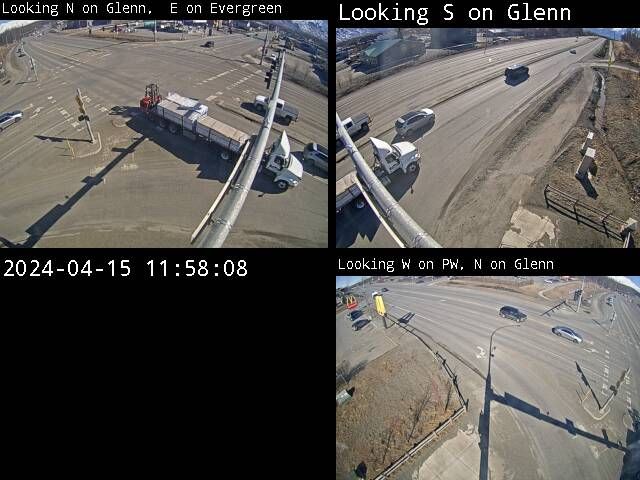 Looking N on Glenn, E on Evergreen
Looking S on Glenn
2024-04-15 11:58:08
Looking W on PW, N on Glenn